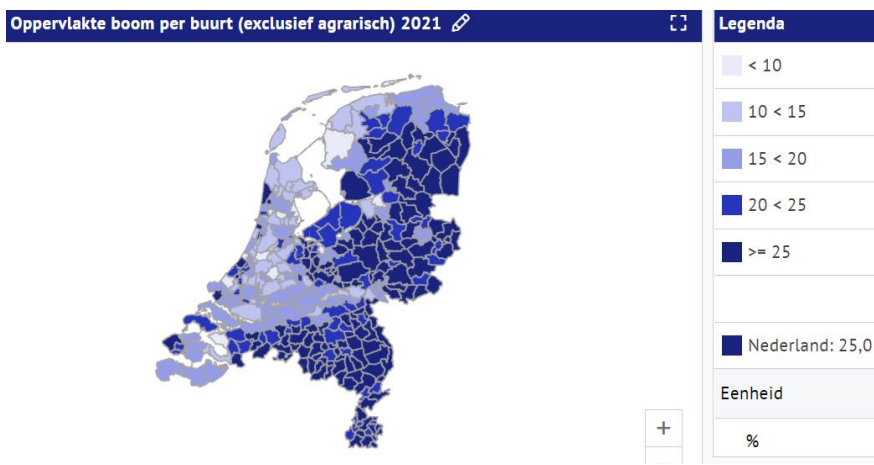 Oppervlakte boom per buurt (exclusief agrarisch) 2021
Legenda
< 10
10 < 15
15 < 20
20 < 25
>= 25
Nederland: 25,0
Eenheid
%
+